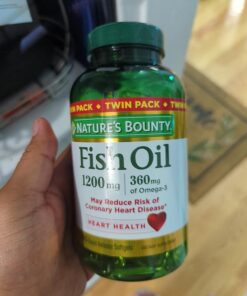 TWIN PACK • TWIN PACK •
NATURE'S BOUNTY
Fish Oil
1200 mg 360 mg
of Omega-3
May Reduce Risk of
Coronary Heart Disease*
HEART HEALTH
Softgels